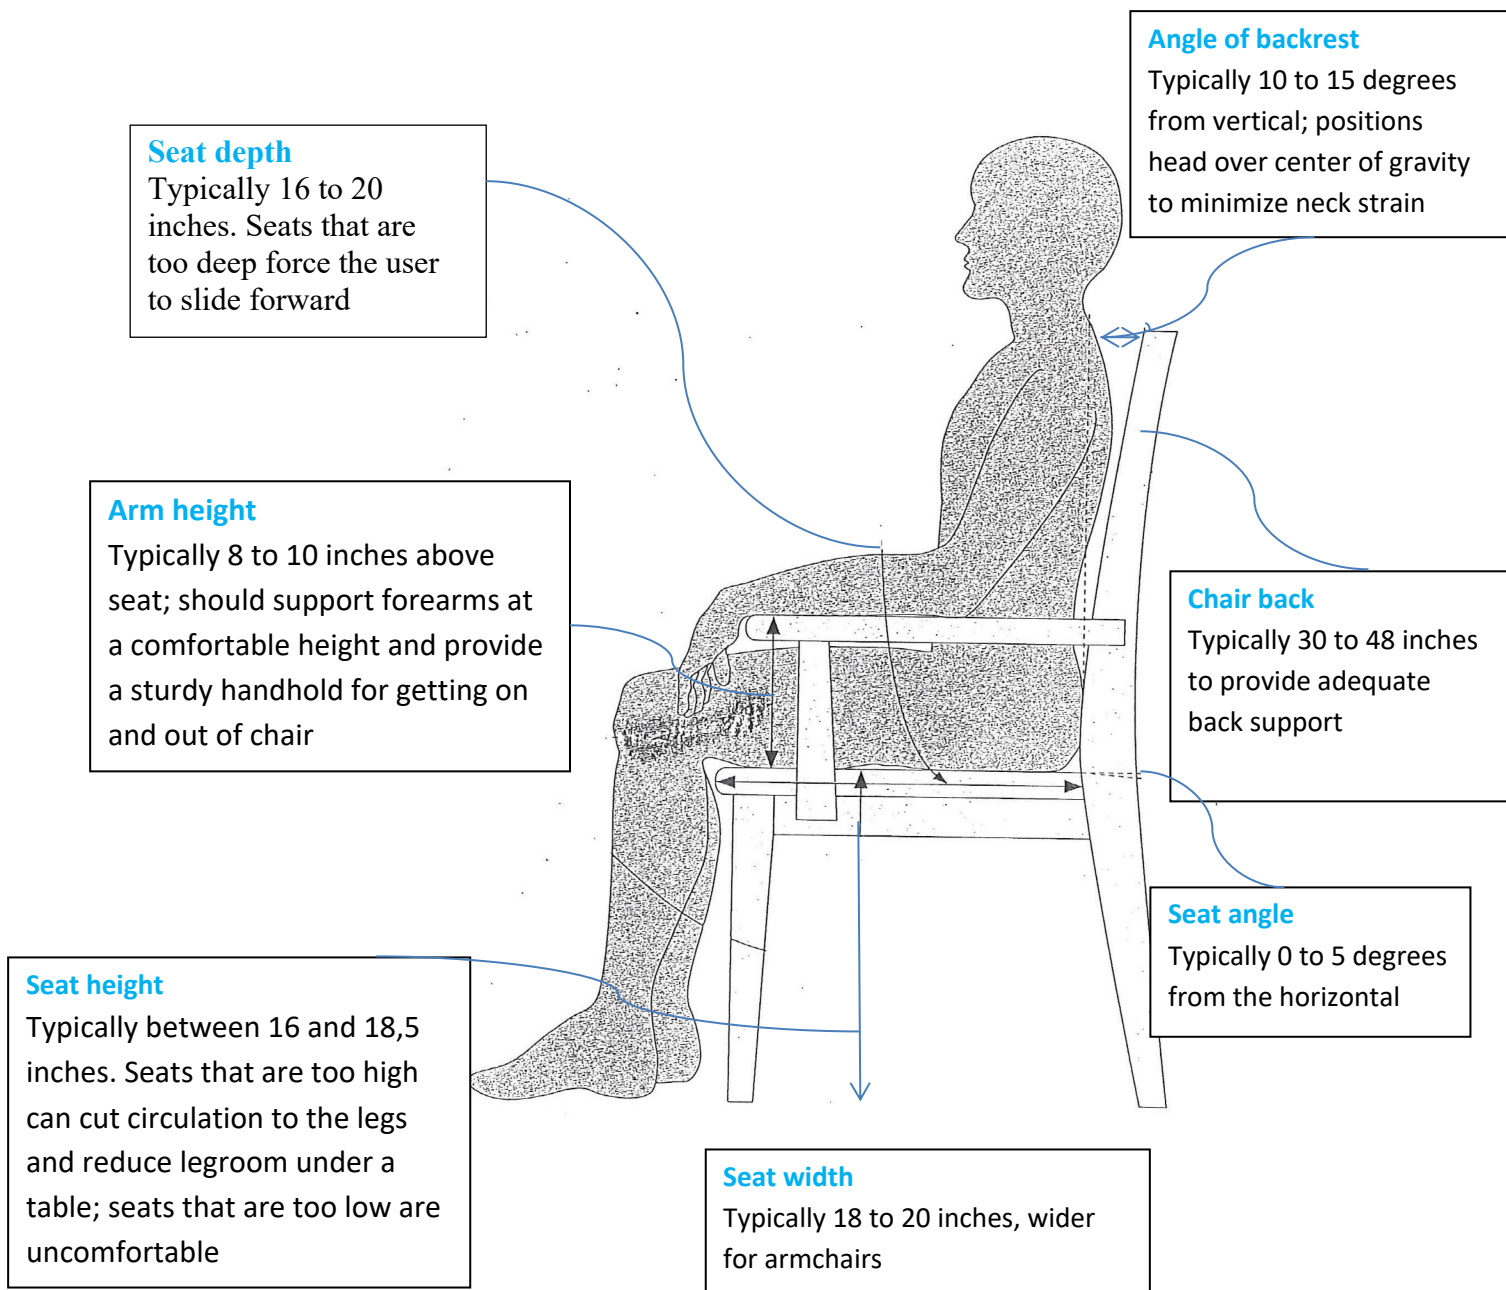 Angle of backrest
Typically 10 to 15 degrees
from vertical; positions
head over center of gravity
to minimize neck strain
Seat depth
Typically 16 to 20
inches. Seats that are
too deep force the user
to slide forward
Arm height
Typically 8 to 10 inches above
seat; should support forearms at
a comfortable height and provide
a sturdy handhold for getting on
and out of chair
Chair back
Typically 30 to 48 inches
to provide adequate
back support
Seat angle
Typically 0 to 5 degrees
from the horizontal
Seat height
Typically between 16 and 18,5
inches. Seats that are too high
can cut circulation to the legs
and reduce legroom under a
table; seats that are too low are
uncomfortable
Seat width
Typically 18 to 20 inches, wider
for armchairs